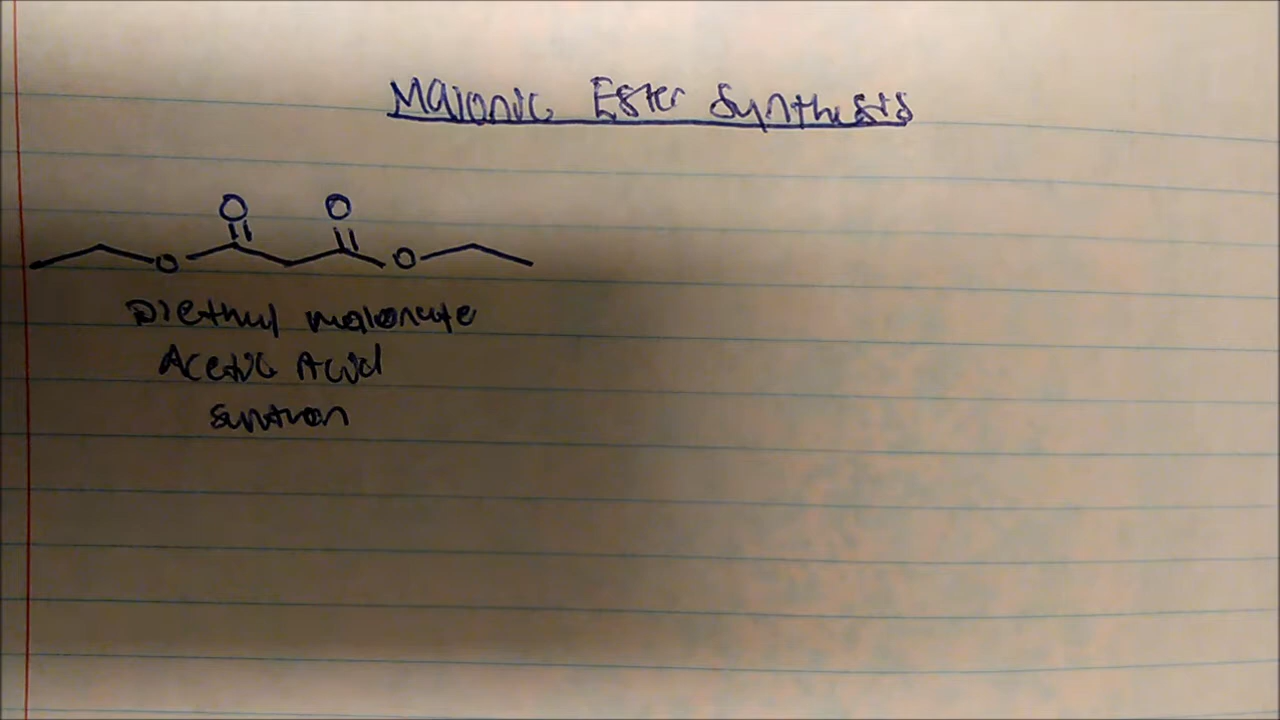 Malonic Ester Synthesis
O O
O O
Diethyl malonate
Acetic Acid
Synthon